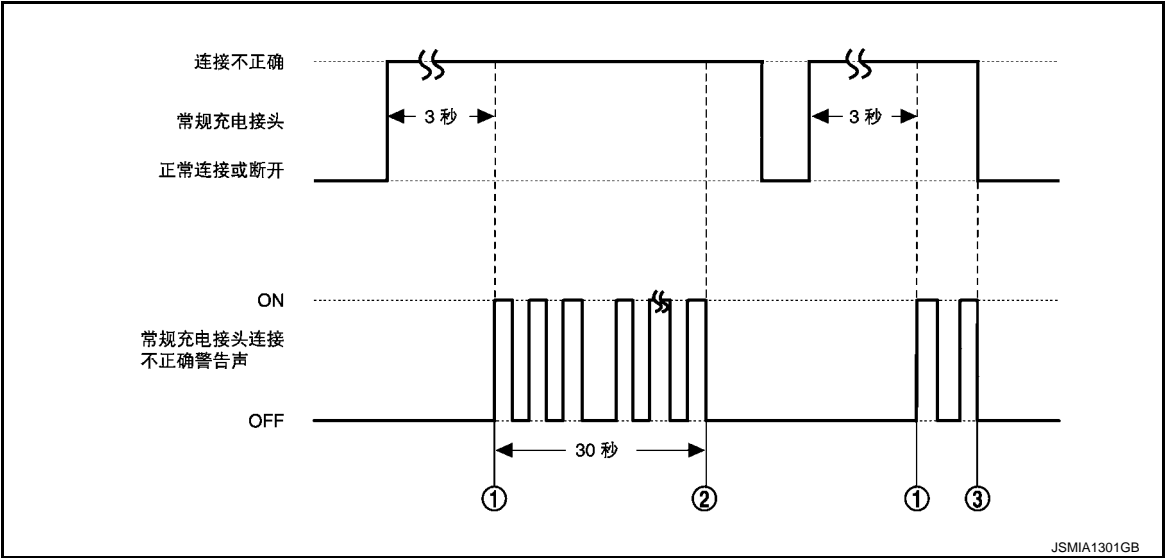 连接不正确
3 秒
3 秒
常规充电接头
正常连接或断开
ON
常规充电接头连接
不正确警告声
OFF
30 秒
① ② ① ③
JSMIA1301GB